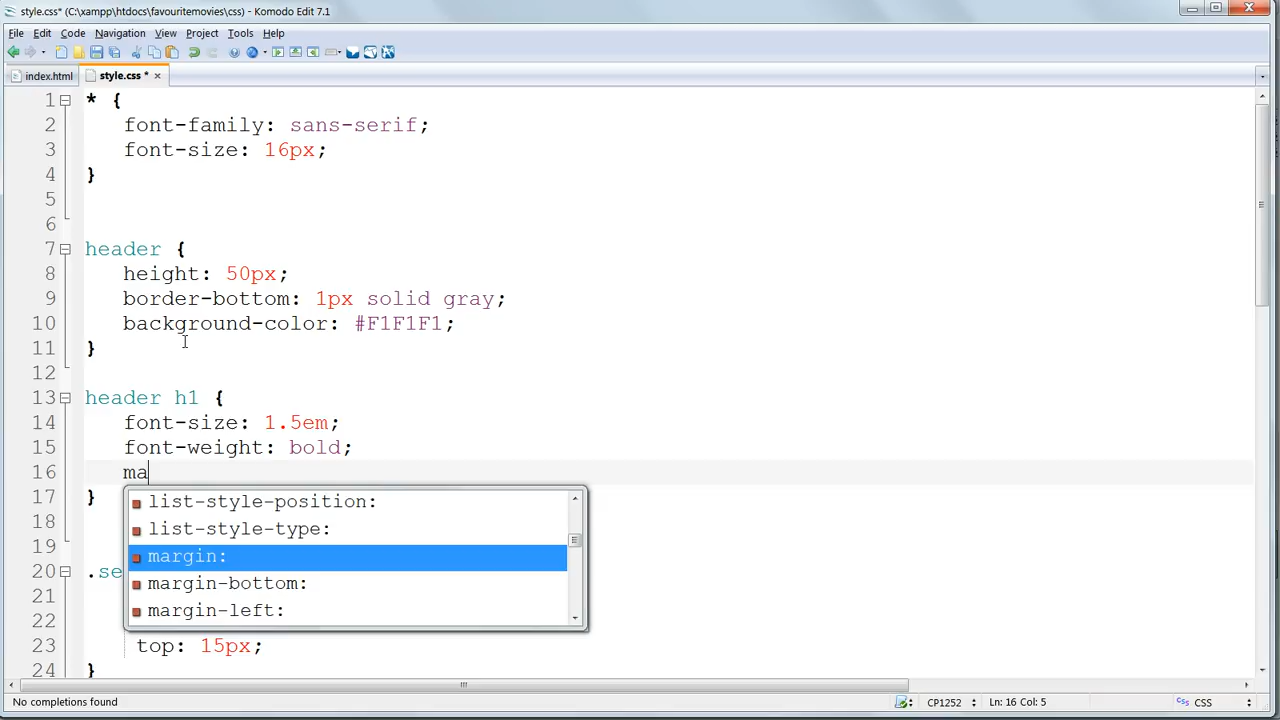 style.css* (C:\xampp\htdocs\favouritemovies\css) - Komodo Edit 7.1
File Edit Code Navigation View Project Tools Help
index.html style.css *
1 * {
2 font-family: sans-serif;
3 font-size: 16px;
4 }
5
6
7 header {
8 height: 50px;
9 border-bottom: 1px solid gray;
10 background-color: #F1F1F1;
11 }
12
13 header h1 {
14 font-size: 1.5em;
15 font-weight: bold;
16 ma
17 }
list-style-position:
18
list-style-type:
19
margin:
20 .se
margin-bottom:
21
margin-left:
22
23 top: 15px;
24 }
No completions found CP1252 Ln: 16 Col: 5 CSS